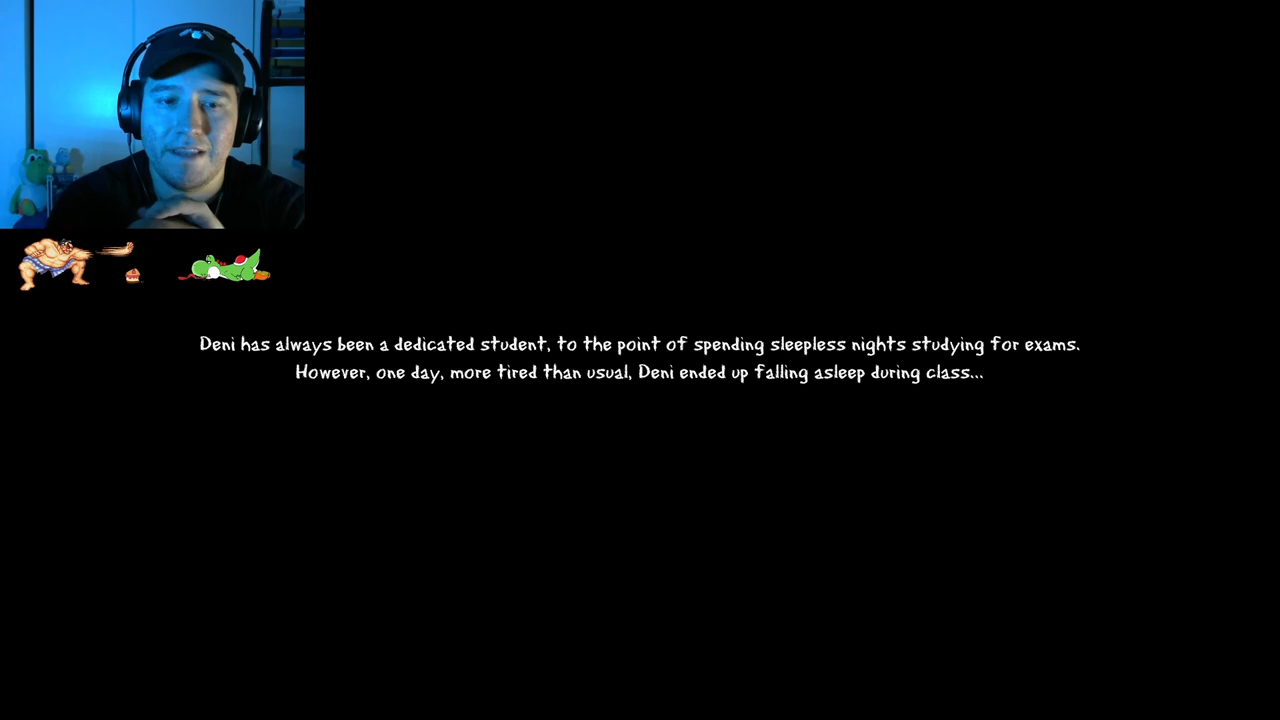 Deni has always been a dedicated student, to the point of spending sleepless nights studying for exams.
However, one day, more tired than usual, Deni ended up falling asleep during class...